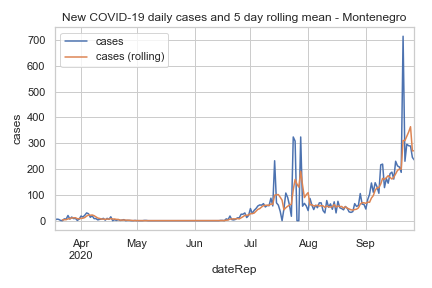 New COVID-19 daily cases and 5 day rolling mean - Montenegro
cases
cases (rolling)
700
600
500
400
300
200
100
0
cases
Apr
2020
May
Jun
Jul
Aug
Sep
dateRep